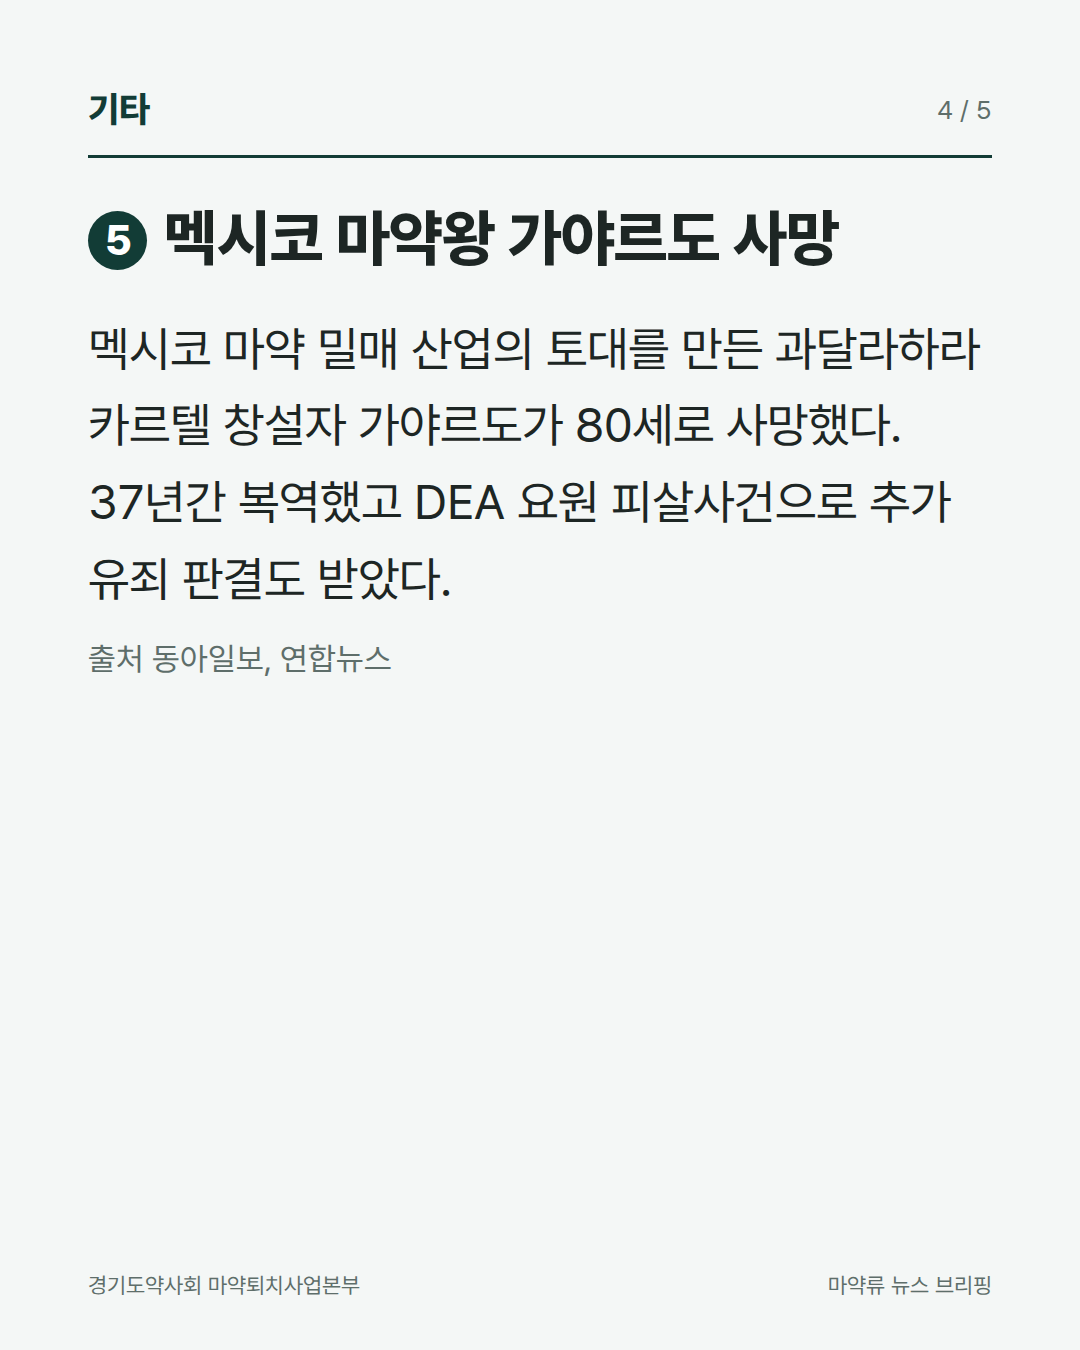 기타
4 / 5
5 멕시코 마약왕 가야르도 사망
멕시코 마약 밀매 산업의 토대를 만든 과달라하라
카르텔 창설자 가야르도가 80세로 사망했다.
37년간 복역했고 DEA 요원 피살사건으로 추가
유죄 판결도 받았다.
출처 동아일보, 연합뉴스
경기도약사회 마약퇴치사업본부
마약류 뉴스 브리핑